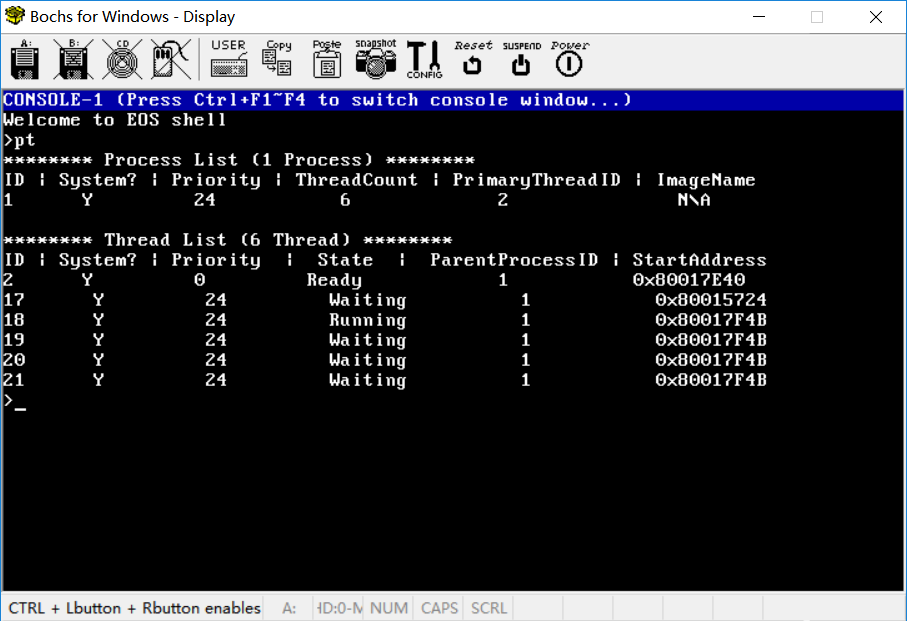 Bochs for Windows - Display
A: B: CD USER Copy Poste snapshot CONFIG Reset SUSPEND Power
CONSOLE-1 (Press Ctrl+F1~F4 to switch console window...)
Welcome to EOS shell
>pt
******** Process List (1 Process) ********
ID | System? | Priority | ThreadCount | PrimaryThreadID | ImageName
1 Y 24 6 2 N\A
******** Thread List (6 Thread) ********
ID | System? | Priority | State | ParentProcessID | StartAddress
2 Y 0 Ready 1 0x80017E40
17 Y 24 Waiting 1 0x80015724
18 Y 24 Running 1 0x80017F4B
19 Y 24 Waiting 1 0x80017F4B
20 Y 24 Waiting 1 0x80017F4B
21 Y 24 Waiting 1 0x80017F4B
>_
CTRL + Lbutton + Rbutton enables A: HD:0-M NUM CAPS SCRL